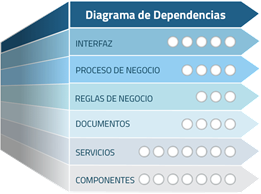 Diagrama de Dependencias
INTERFAZ
PROCESO DE NEGOCIO
REGLAS DE NEGOCIO
DOCUMENTOS
SERVICIOS
COMPONENTES